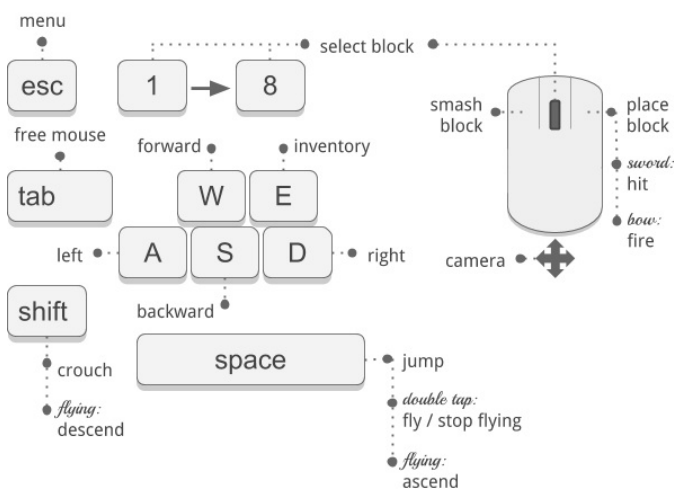 menu
esc
1
8
select block
smash
block
place
block
sword:
hit
bow:
fire
camera
free mouse
tab
forward
inventory
W
E
left
A
S
D
right
backward
shift
crouch
flying:
descend
space
jump
double tap:
fly / stop flying
flying:
ascend